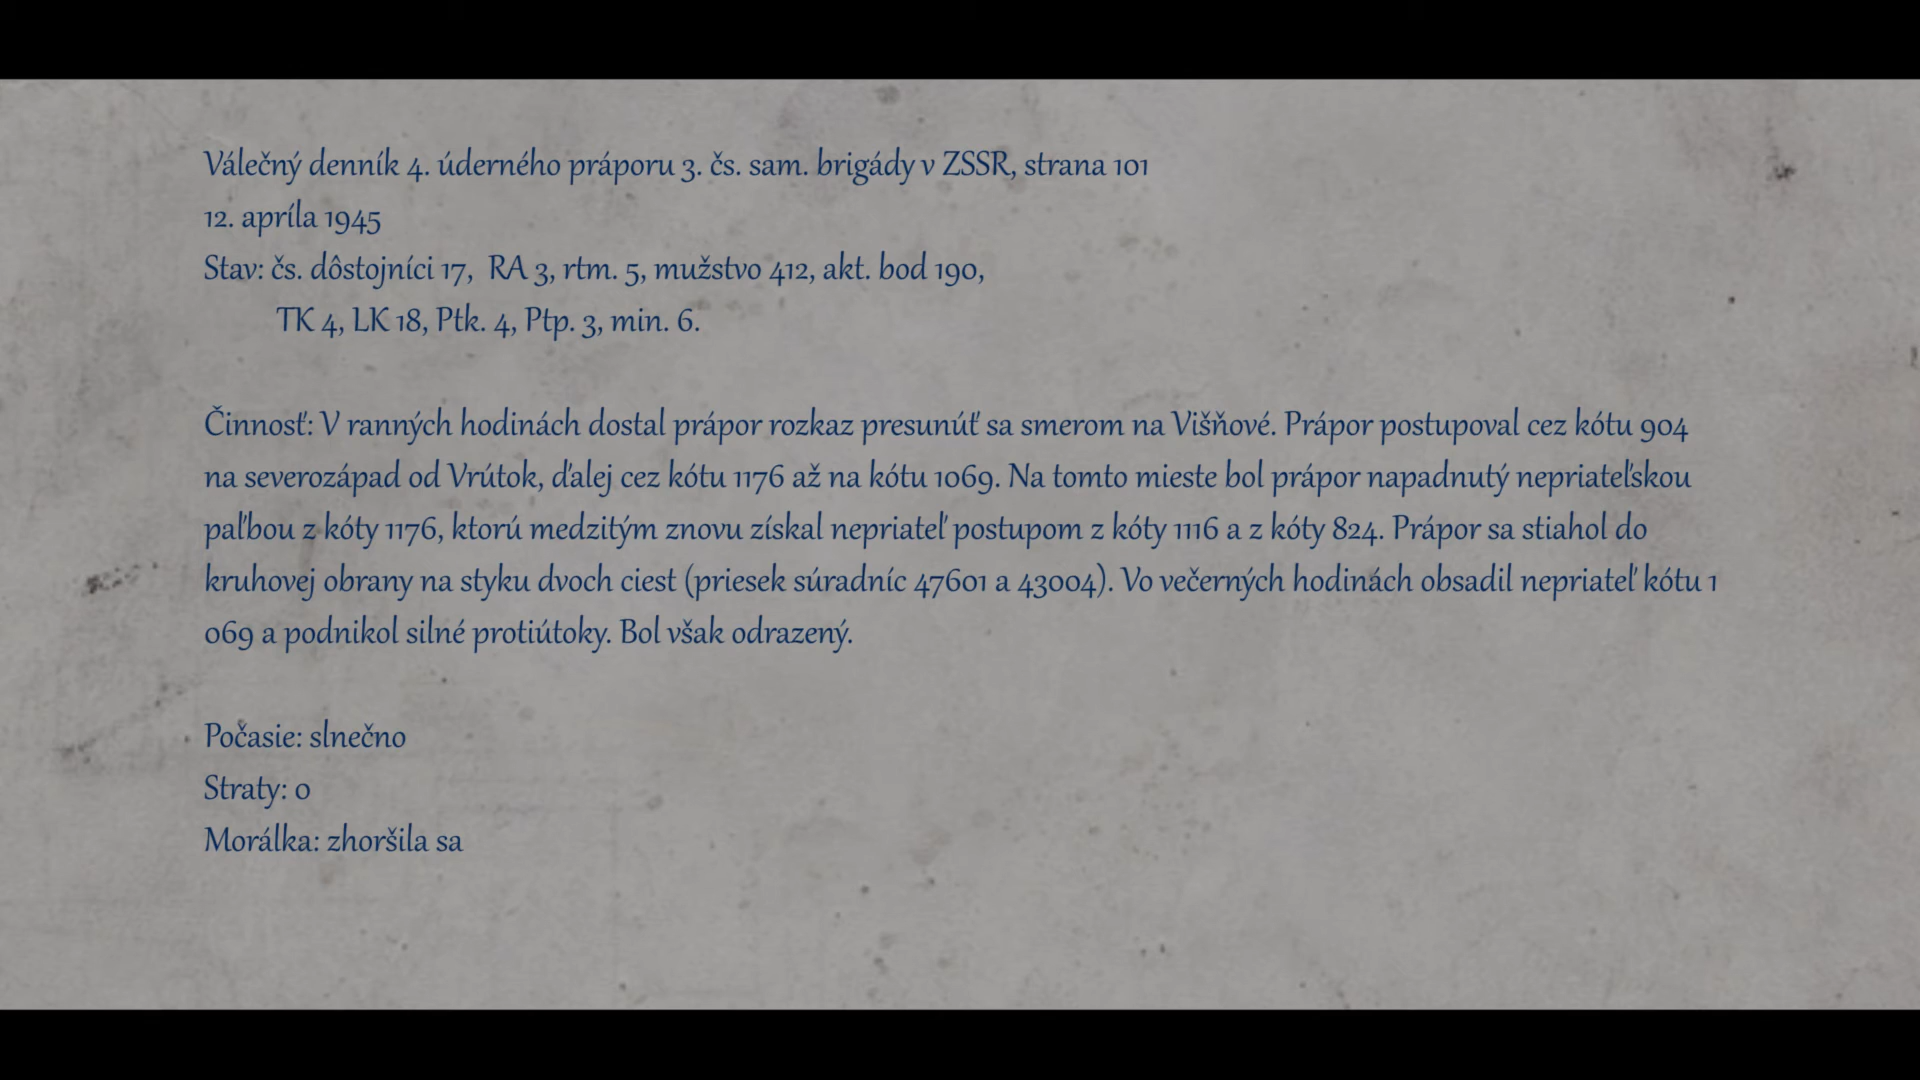 Válečný denník 4. úderného práporu 3. čs. sam. brigády v ZSSR, strana 101
12. apríla 1945
Stav: čs. dôstojníci 17, RA 3, rtm. 5, mužstvo 412, akt. bod 190,
TK 4, LK 18, Ptk. 4, Ptp. 3, min. 6.
Činnosť: V ranných hodinách dostal prápor rozkaz presunúť sa smerom na Višňové. Prápor postupoval cez kótu 904
na severozápad od Vrútok, ďalej cez kótu 1176 až na kótu 1069. Na tomto mieste bol prápor napadnutý nepriateľskou
paľbou z kóty 1176, ktorú medzitým znovu získal nepriateľ postupom z kóty 1116 a z kóty 824. Prápor sa stiahol do
kruhovej obrany na styku dvoch ciest (priesek súradníc 47601 a 43004). Vo večerných hodinách obsadil nepriateľ kótu 1
069 a podnikol silné protiútoky. Bol však odrazený.
Počasie: slnečno
Straty: 0
Morálka: zhoršila sa